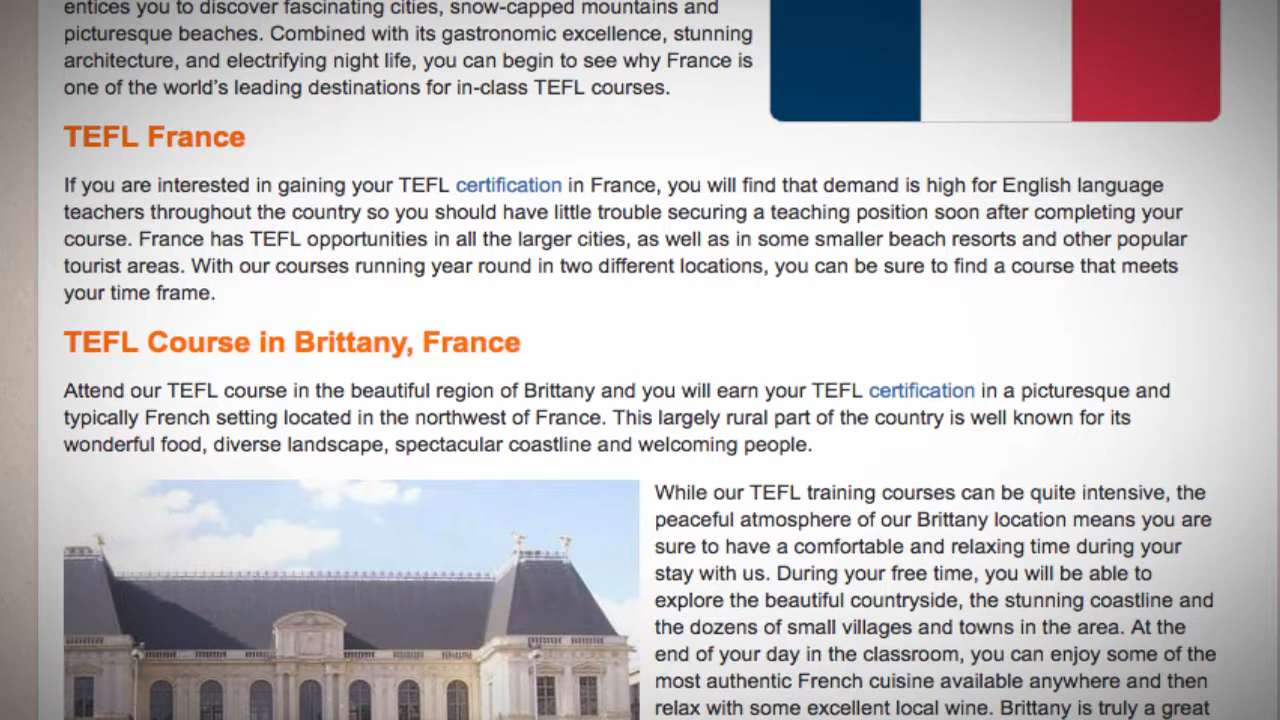 entices you to discover fascinating cities, snow-capped mountains and
picturesque beaches. Combined with its gastronomic excellence, stunning
architecture, and electrifying night life, you can begin to see why France is
one of the world's leading destinations for in-class TEFL courses.
TEFL France
If you are interested in gaining your TEFL certification in France, you will find that demand is high for English language
teachers throughout the country so you should have little trouble securing a teaching position soon after completing your
course. France has TEFL opportunities in all the larger cities, as well as in some smaller beach resorts and other popular
tourist areas. With our courses running year round in two different locations, you can be sure to find a course that meets
your time frame.
TEFL Course in Brittany, France
Attend our TEFL course in the beautiful region of Brittany and you will earn your TEFL certification in a picturesque and
typically French setting located in the northwest of France. This largely rural part of the country is well known for its
wonderful food, diverse landscape, spectacular coastline and welcoming people.
While our TEFL training courses can be quite intensive, the
peaceful atmosphere of our Brittany location means you are
sure to have a comfortable and relaxing time during your
stay with us. During your free time, you will be able to
explore the beautiful countryside, the stunning coastline and
the dozens of small villages and towns in the area. At the
end of your day in the classroom, you can enjoy some of the
most authentic French cuisine available anywhere and then
relax with some excellent local wine. Brittany is truly a great